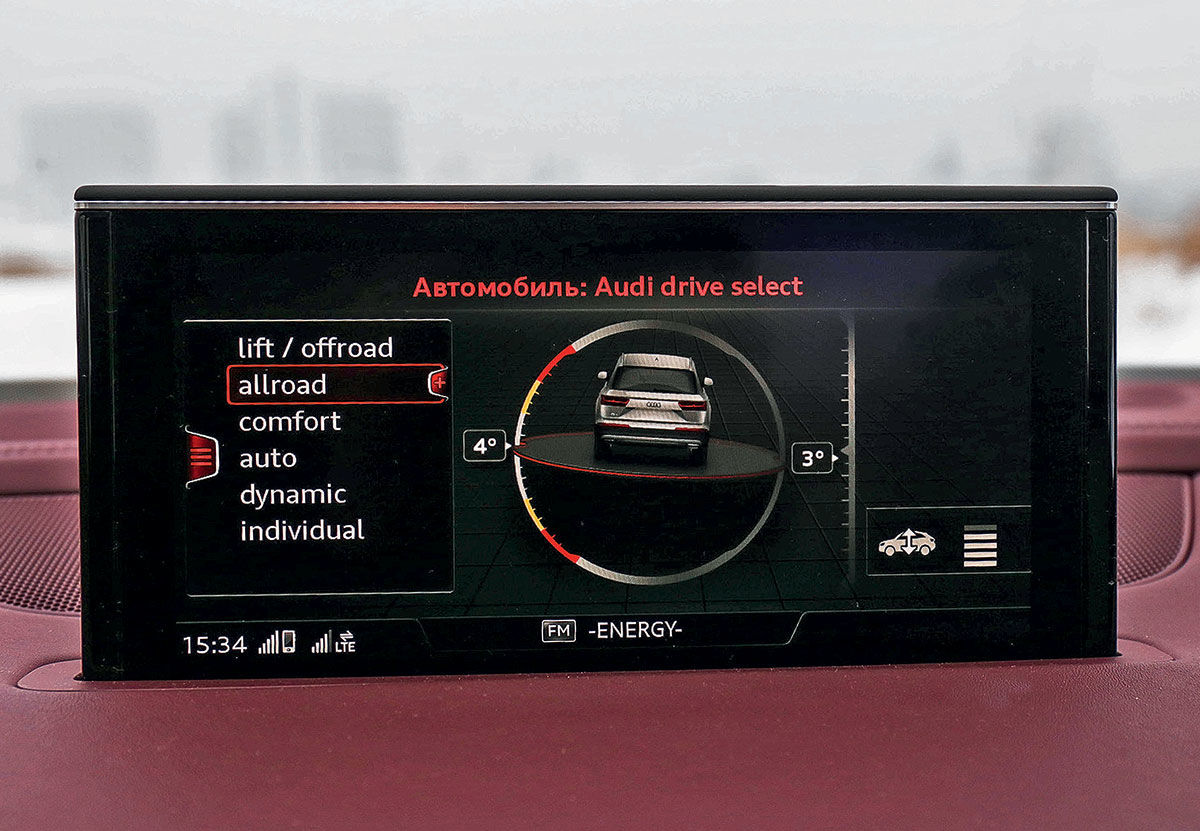 Автомобиль: Audi drive select
lift / offroad
allroad
comfort
auto
dynamic
individual
4°
3°
15:34
LTE
FM -ENERGY-